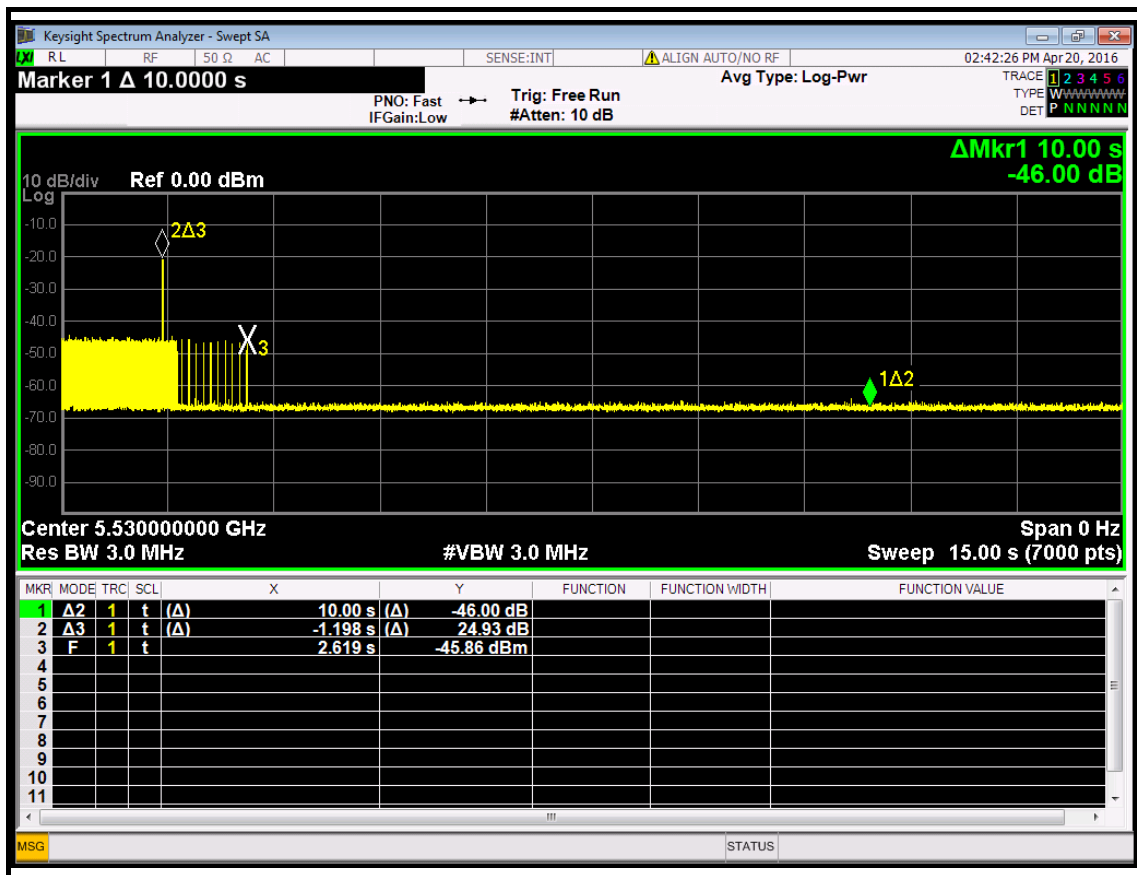 Keysight Spectrum Analyzer - Swept SA
LXI RL RF 50 Ω AC SENSE:INT ALIGN AUTO/NO RF 02:42:26 PM Apr 20, 2016
Marker 1 Δ 10.0000 s
PNO: Fast
IFGain:Low
Trig: Free Run
#Atten: 10 dB
Avg Type: Log-Pwr
TRACE 1 2 3 4 5 6
TYPE WWWWWW
DET P N N N N N
ΔMkr1 10.00 s
-46.00 dB
10 dB/div Ref 0.00 dBm
Log
-10.0
-20.0
-30.0
-40.0
-50.0
-60.0
-70.0
-80.0
-90.0
2Δ3
X3
1Δ2
Center 5.530000000 GHz Span 0 Hz
Res BW 3.0 MHz #VBW 3.0 MHz Sweep 15.00 s (7000 pts)
MKR MODE TRC SCL X Y FUNCTION FUNCTION WIDTH FUNCTION VALUE
1 Δ2 1 t (Δ) 10.00 s (Δ) -46.00 dB
2 Δ3 1 t (Δ) -1.198 s (Δ) 24.93 dB
3 F 1 t 2.619 s -45.86 dBm
4
5
6
7
8
9
10
11
MSG STATUS